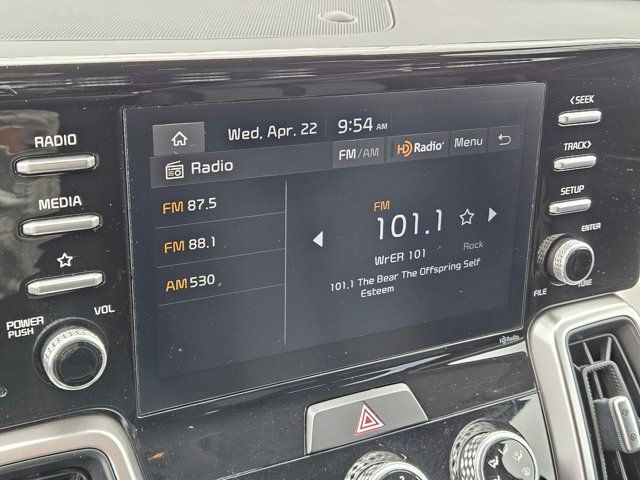 RADIO
MEDIA
POWER
PUSH
VOL
Wed, Apr. 22 9:54 AM
Radio
FM/AM
HD Radio
Menu
FM 87.5
FM 88.1
AM 530
FM
101.1
WrER 101
Rock
101.1 The Bear The Offspring Self
Esteem
HD Radio
<SEEK
TRACK>
SETUP
ENTER
FILE
TUNE